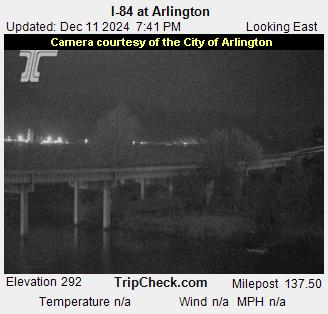 I-84 at Arlington
Updated: Dec 11 2024 7:41 PM Looking East
Camera courtesy of the City of Arlington
Elevation 292 TripCheck.com Milepost 137.50
Temperature n/a Wind n/a MPH n/a